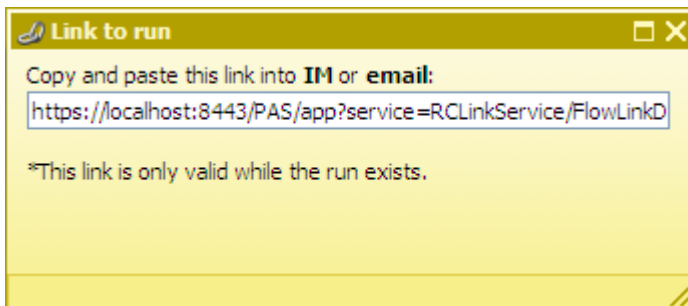 Link to run
Copy and paste this link into IM or email:
https://localhost:8443/PAS/app?service=RCLinkService/FlowLinkD
*This link is only valid while the run exists.